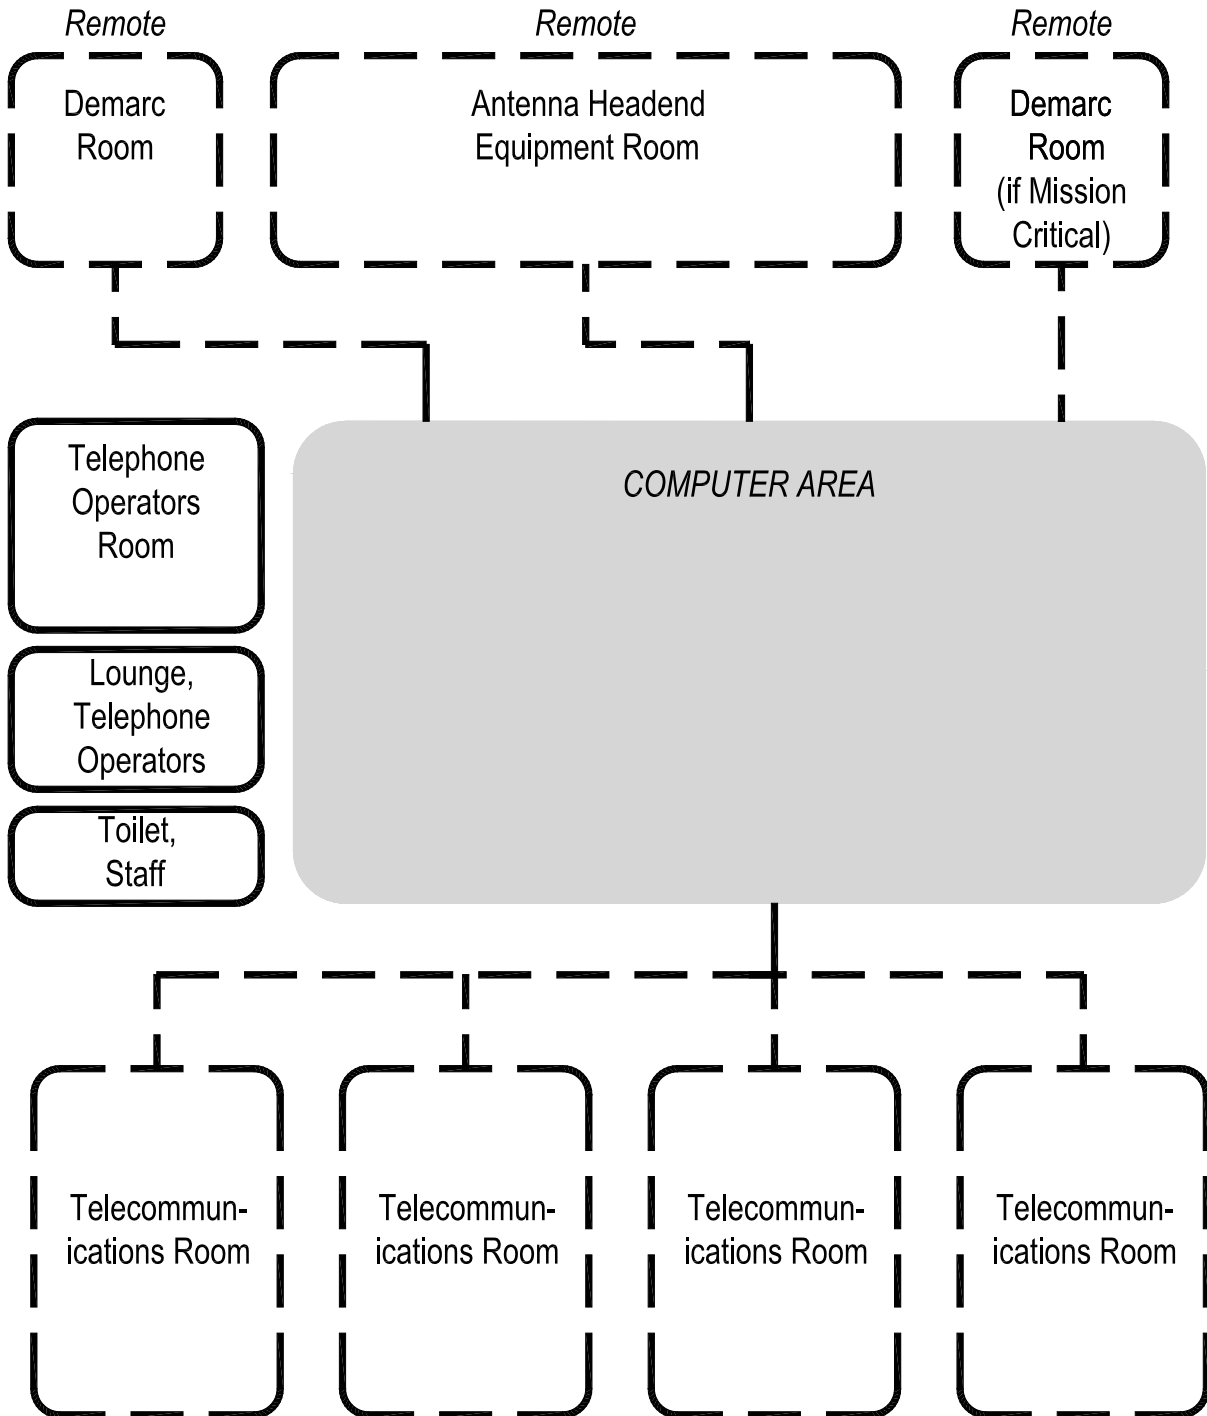 Remote
Remote
Remote
Demarc
Room
Antenna Headend
Equipment Room
Demarc
Room
(if Mission
Critical)
Telephone
Operators
Room
COMPUTER AREA
Lounge,
Telephone
Operators
Toilet,
Staff
Telecommun-
ications Room
Telecommun-
ications Room
Telecommun-
ications Room
Telecommun-
ications Room